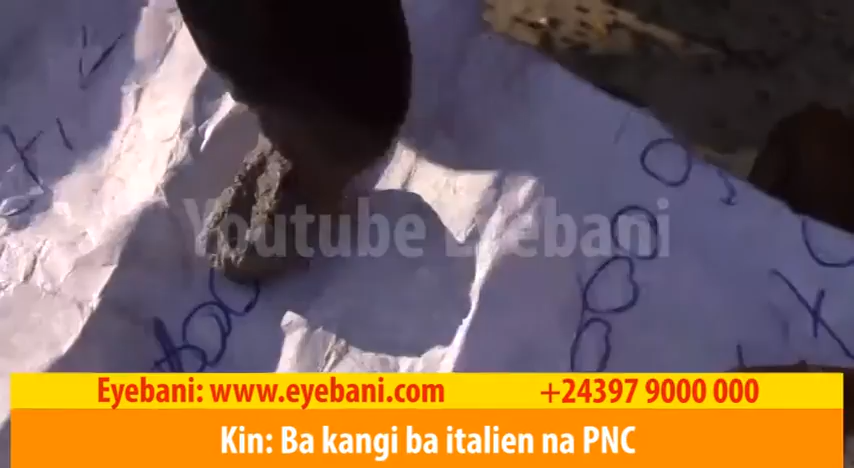 Youtube Eyebani
Eyebani: www.eyebani.com +24397 9000 000
Kin: Ba kangi ba italien na PNC